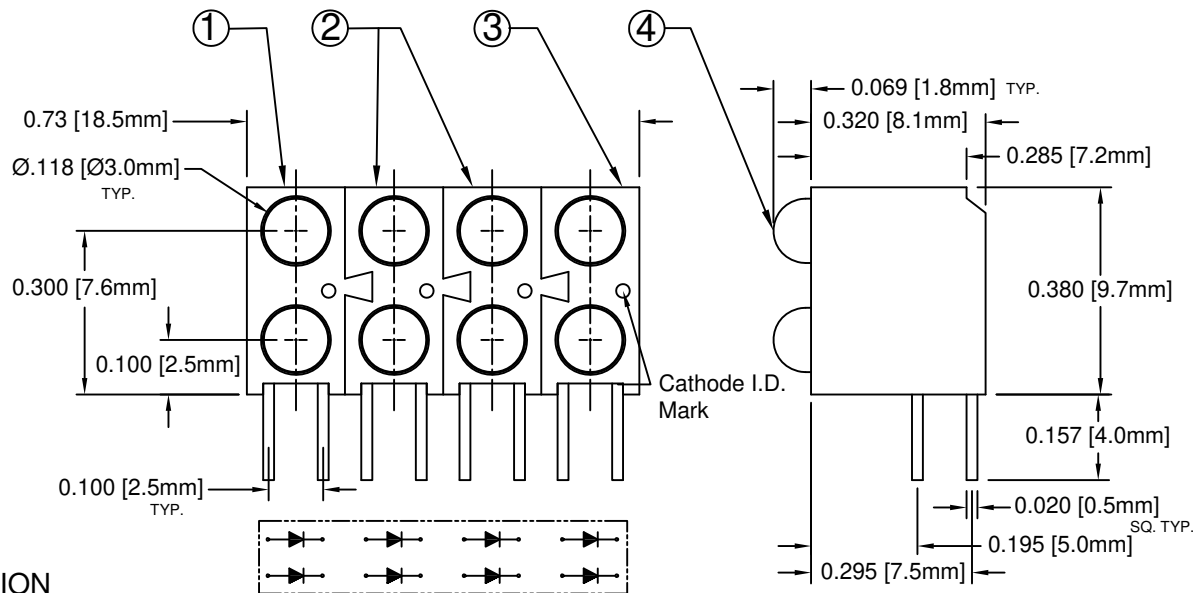 1
2
3
4
0.73 [18.5mm]
Ø.118 [Ø3.0mm]
TYP.
0.300 [7.6mm]
0.100 [2.5mm]
0.100 [2.5mm]
TYP.
Cathode I.D.
Mark
0.069 [1.8mm] TYP.
0.320 [8.1mm]
0.285 [7.2mm]
0.380 [9.7mm]
0.157 [4.0mm]
0.020 [0.5mm]
SQ. TYP.
0.195 [5.0mm]
0.295 [7.5mm]
ION